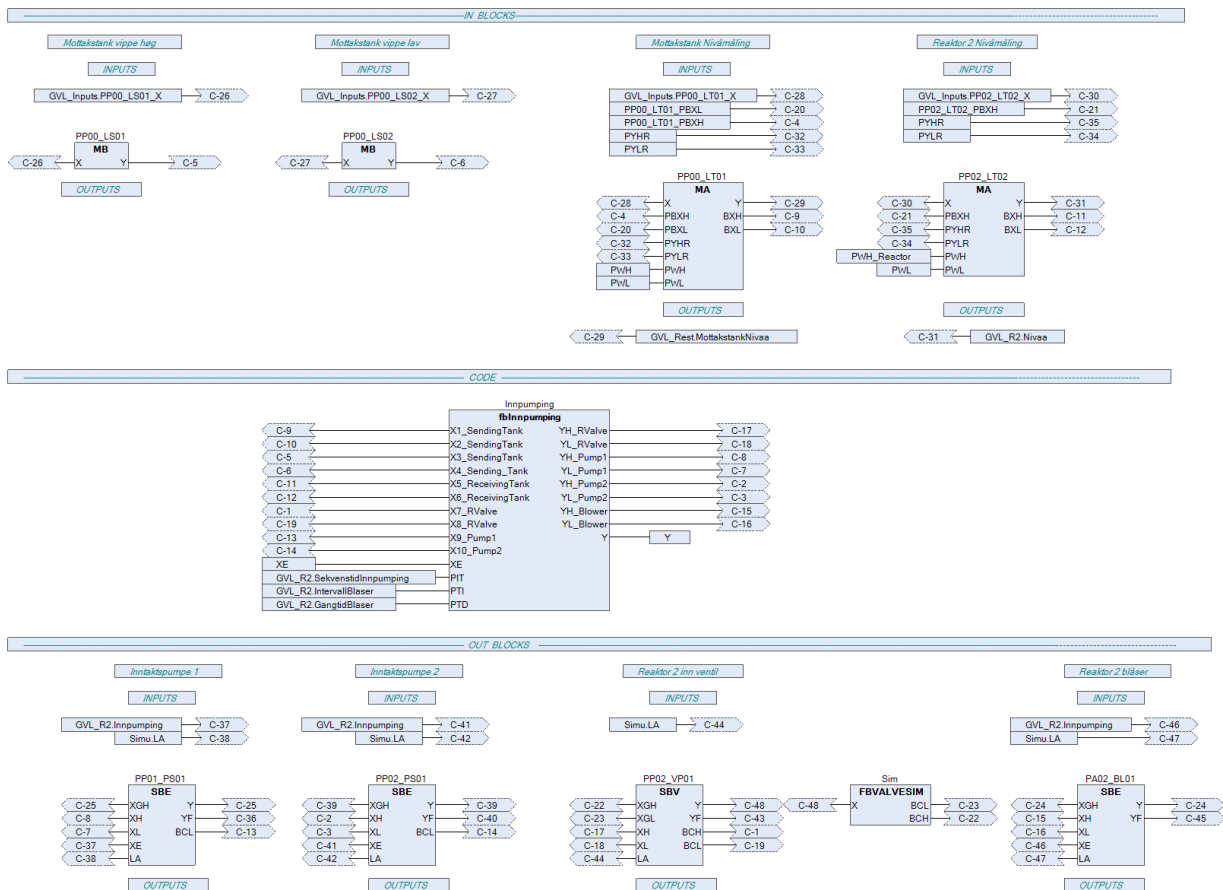 IN BLOCKS
Mottakstank vippe høg
Mottakstank vippe lav
Mottakstank Nivåmåling
Reaktor 2 Nivåmåling
INPUTS
INPUTS
INPUTS
INPUTS
GVL_Inputs.PP00_LS01_X C-26
GVL_Inputs.PP00_LS02_X C-27
GVL_Inputs.PP00_LT01_X C-28
PP00_LT01_PBXL C-20
PP00_LT01_PBXH C-4
PYHR C-32
PYLR C-33
GVL_Inputs.PP02_LT02_X C-30
PP02_LT02_PBXH C-21
PYHR C-35
PYLR C-34
PP00_LS01
MB
C-26 X Y C-5
OUTPUTS
PP00_LS02
MB
C-27 X Y C-6
OUTPUTS
PP00_LT01
MA
C-28 X Y C-29
C-4 PBXH BXH C-9
C-20 PBXL BXL C-10
C-32 PYHR
C-33 PYLR
PWH PWH
PWL PWL
OUTPUTS
C-29 GVL_Rest.MottakstankNivaa
PP02_LT02
MA
C-30 X Y C-31
C-21 PBXH BXH C-11
C-35 PYHR BXL C-12
C-34 PYLR
PWH_Reactor PWH
PWL PWL
OUTPUTS
C-31 GVL_R2.Nivaa
CODE
Innpumping
fbInnpumping
C-9 X1_SendingTank YH_RValve C-17
C-10 X2_SendingTank YL_RValve C-18
C-5 X3_SendingTank YH_Pump1 C-8
C-6 X4_Sending_Tank YL_Pump1 C-7
C-11 X5_ReceivingTank YH_Pump2 C-2
C-12 X6_ReceivingTank YL_Pump2 C-3
C-1 X7_RValve YH_Blower C-15
C-19 X8_RValve YL_Blower C-16
C-13 X9_Pump1 Y Y
C-14 X10_Pump2
XE XE
GVL_R2.SekvenstidInnpumping PIT
GVL_R2.IntervallBlaser PTI
GVL_R2.GangtidBlaser PTD
OUT BLOCKS
Inntakspumpe 1
Inntakspumpe 2
Reaktor 2 inn ventil
Reaktor 2 blåser
INPUTS
INPUTS
INPUTS
INPUTS
GVL_R2.Innpumping C-37
Simu.LA C-38
GVL_R2.Innpumping C-41
Simu.LA C-42
Simu.LA C-44
GVL_R2.Innpumping C-46
Simu.LA C-47
PP01_PS01
SBE
C-25 XGH Y C-25
C-8 XH YF C-36
C-7 XL BCL C-13
C-37 XE
C-38 LA
OUTPUTS
PP02_PS01
SBE
C-39 XGH Y C-39
C-2 XH YF C-40
C-3 XL BCL C-14
C-41 XE
C-42 LA
OUTPUTS
PP02_VP01
SBV
C-22 XGH Y C-48
C-23 XGL YF C-43
C-17 XH BCH C-1
C-18 XL BCL C-19
C-44 LA
OUTPUTS
Sim
FBVALVESIM
C-48 X BCL C-23
BCH C-22
PA02_BL01
SBE
C-24 XGH Y C-24
C-15 XH YF C-45
C-16 XL
C-46 XE
C-47 LA
OUTPUTS